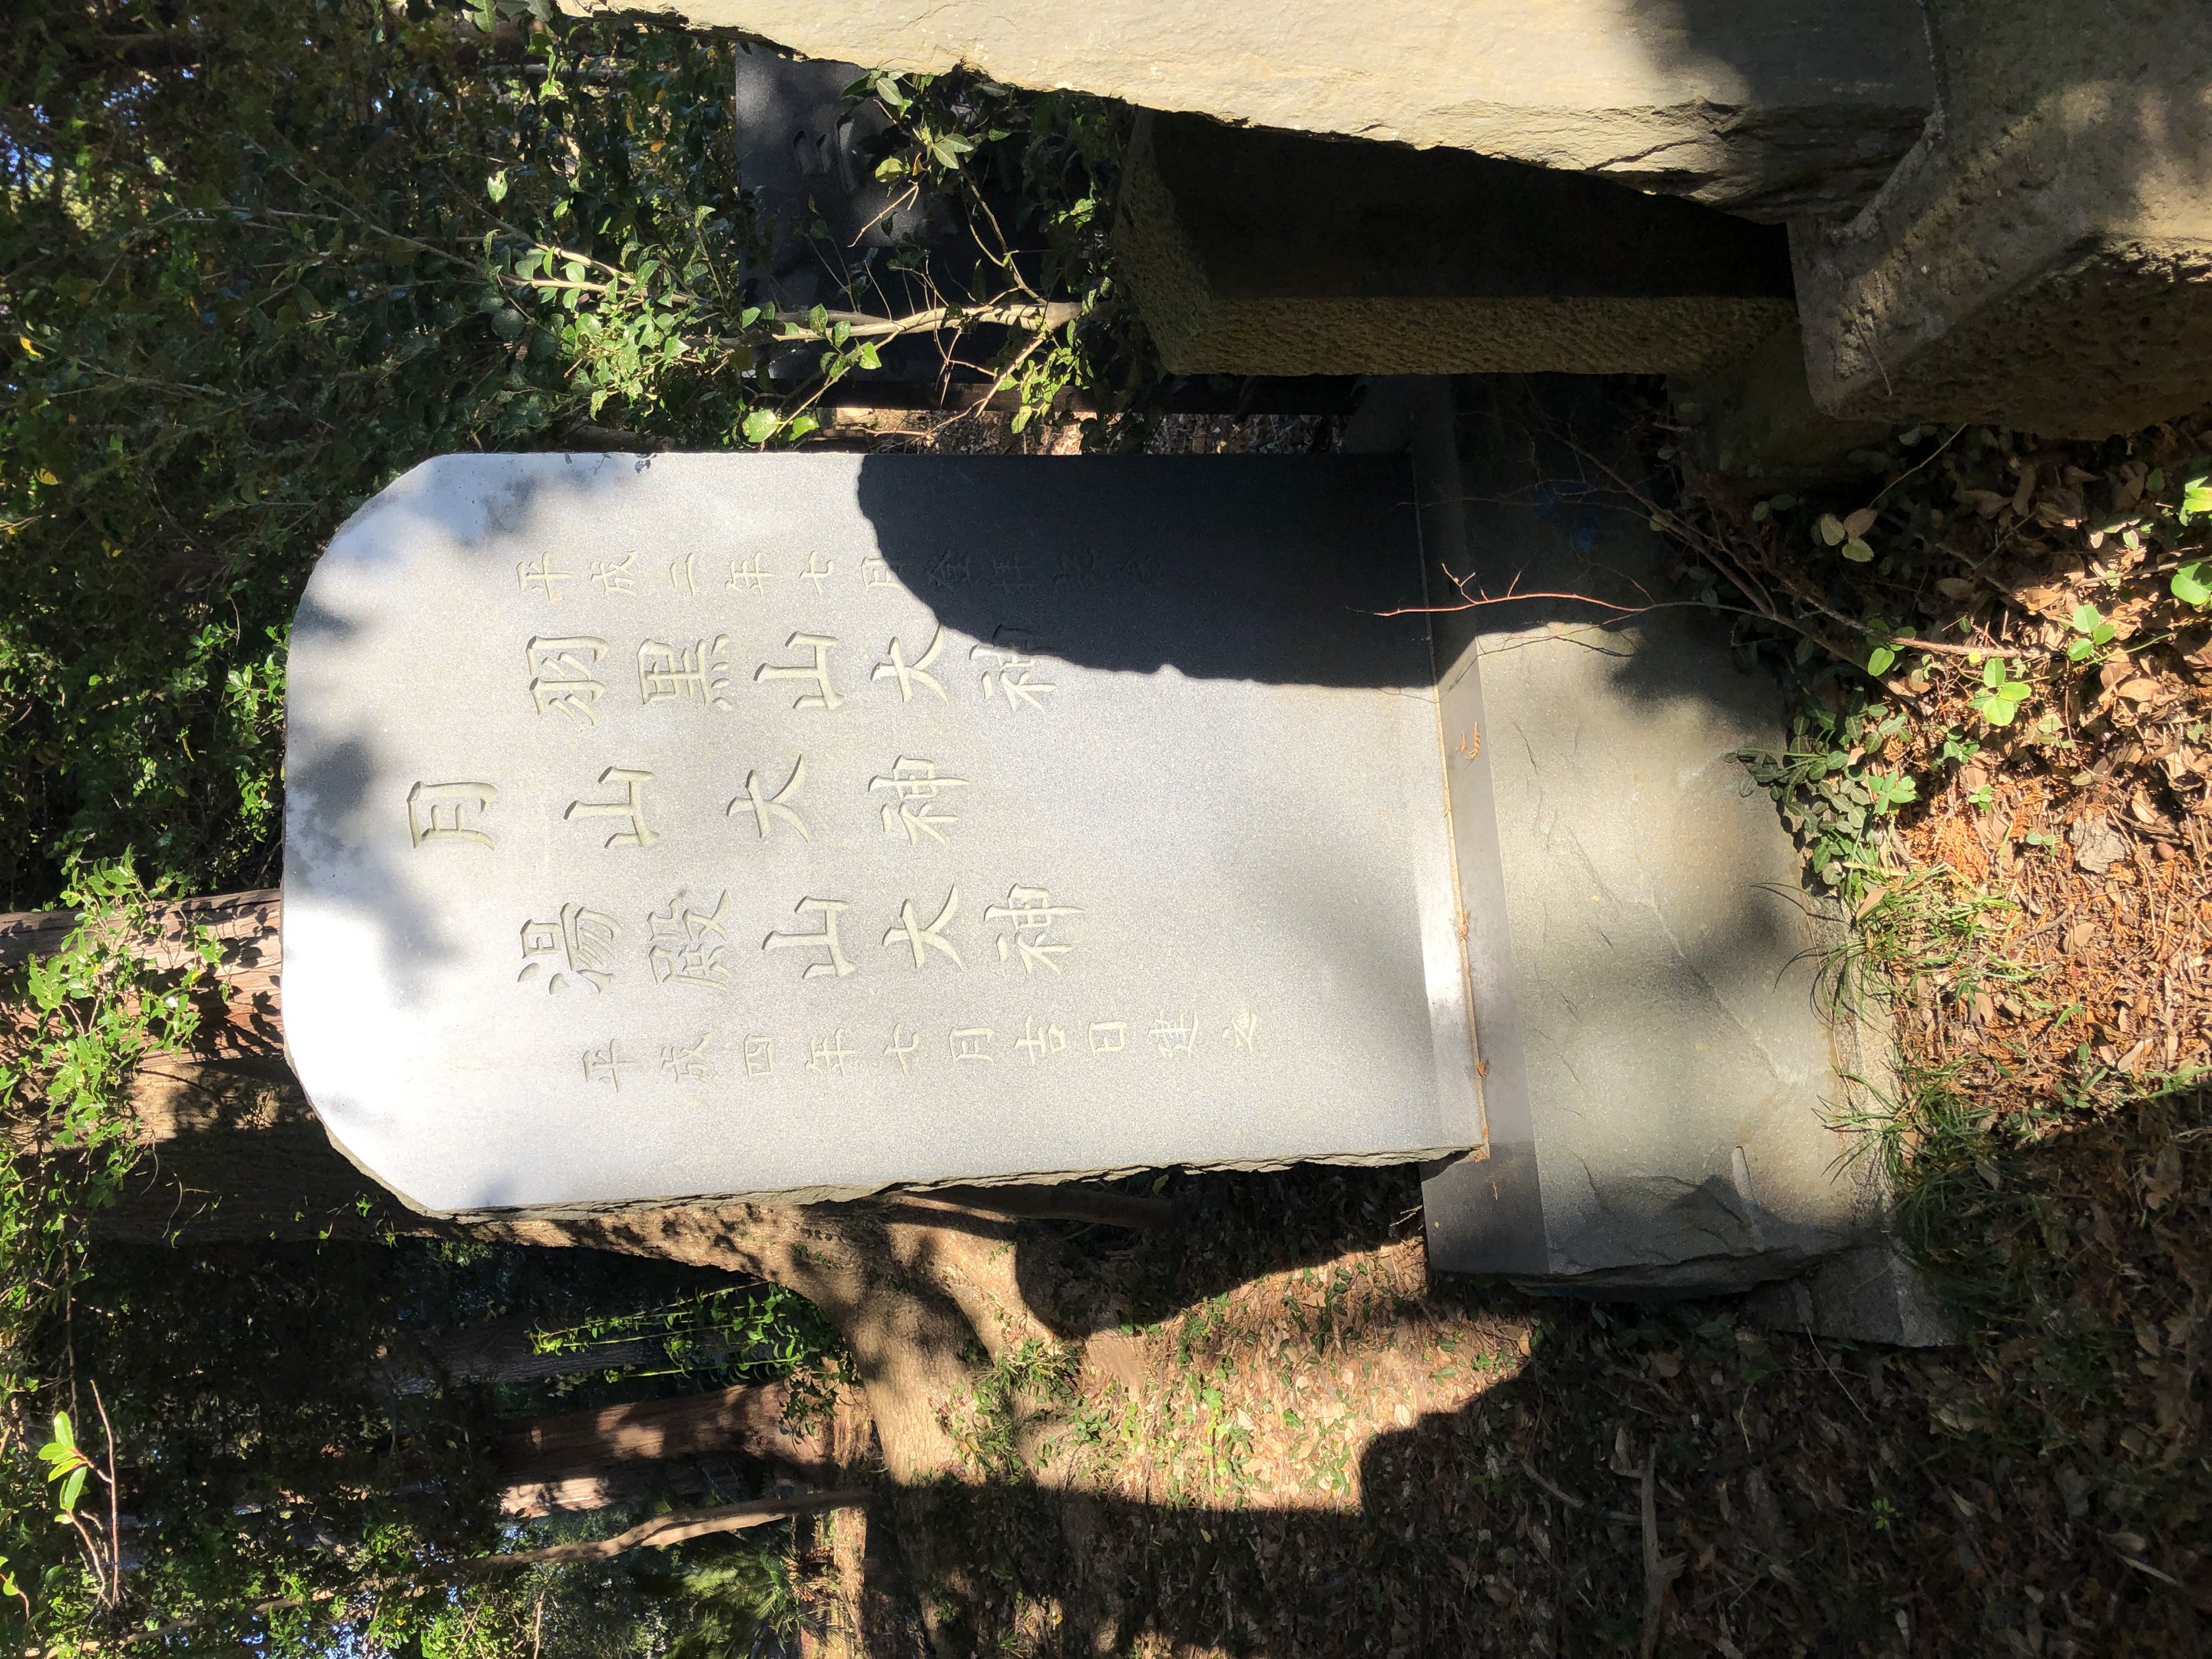 平成二年七月登拝記念
羽黒山大神
月山大神
湯殿山大神
平成四年七月吉日建之